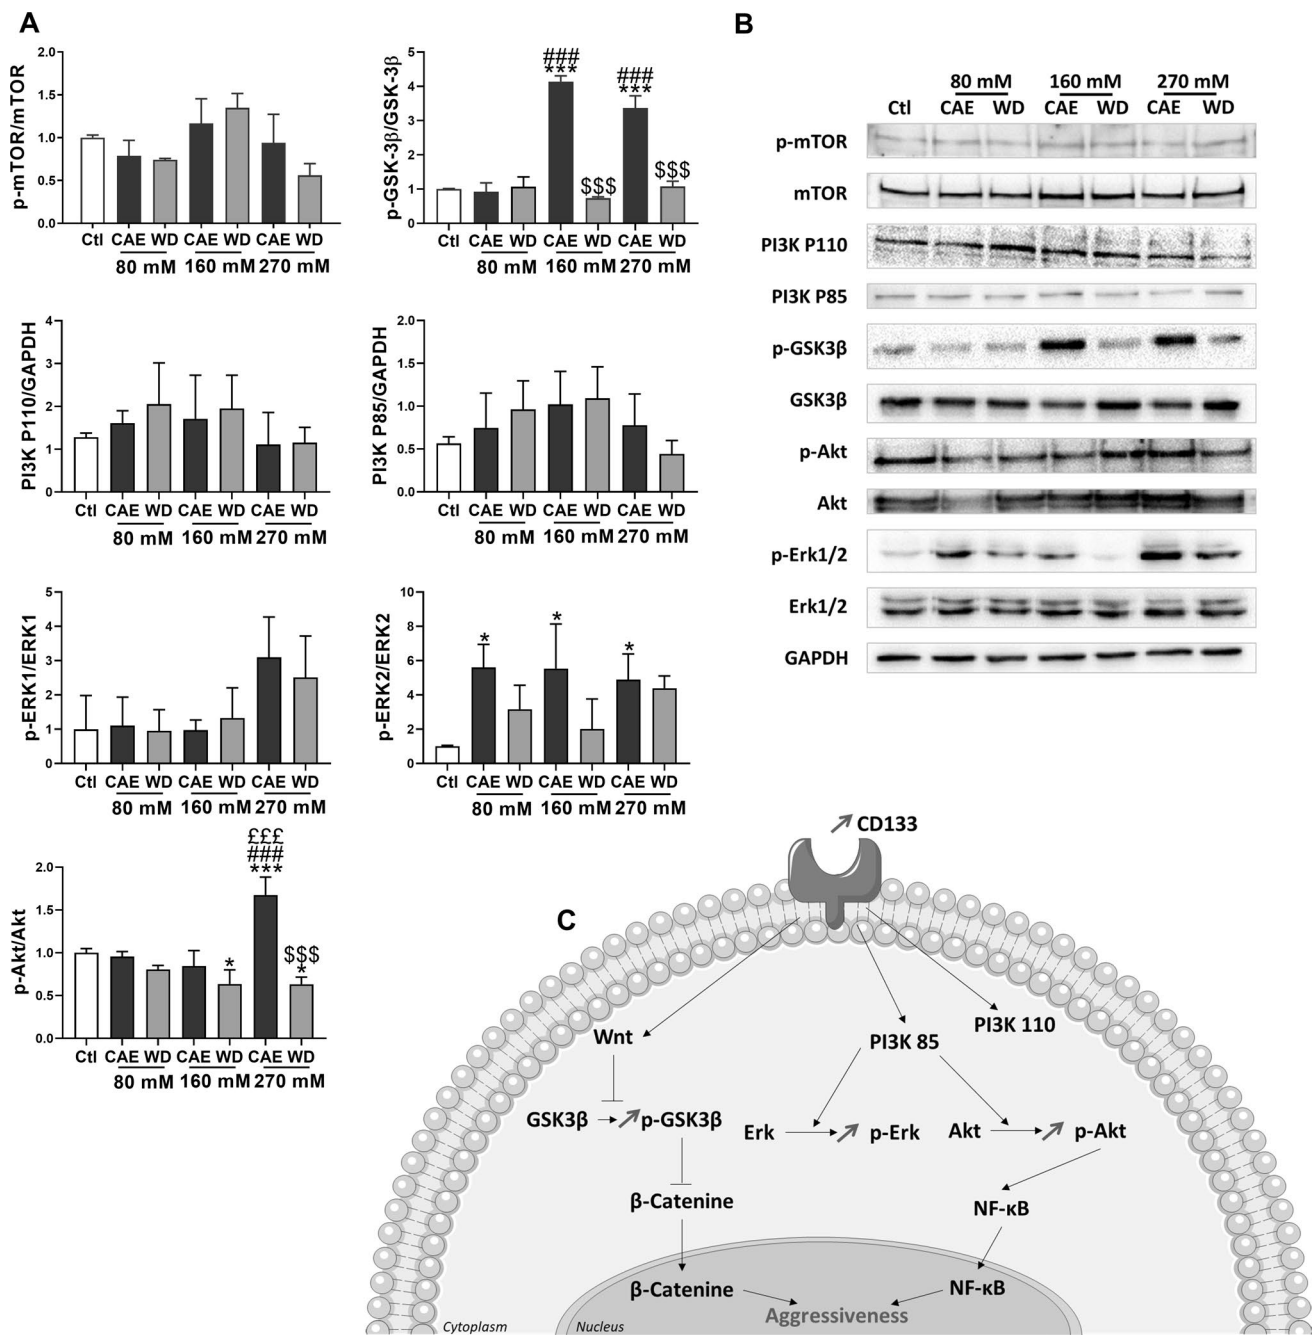 A
p-mTOR/mTOR
2.0
1.5
1.0
0.5
0.0
Ctl CAE WD CAE WD CAE WD
80 mM 160 mM 270 mM
p-GSK-3β/GSK-3β
5
4
3
2
1
0
###
***
$$$
###
***
$$$
Ctl CAE WD CAE WD CAE WD
80 mM 160 mM 270 mM
PI3K P110/GAPDH
4
3
2
1
0
Ctl CAE WD CAE WD CAE WD
80 mM 160 mM 270 mM
PI3K P85/GAPDH
2.0
1.5
1.0
0.5
0.0
Ctl CAE WD CAE WD CAE WD
80 mM 160 mM 270 mM
p-ERK1/ERK1
5
4
3
2
1
0
Ctl CAE WD CAE WD CAE WD
80 mM 160 mM 270 mM
p-ERK2/ERK2
10
8
6
4
2
0
* * *
Ctl CAE WD CAE WD CAE WD
80 mM 160 mM 270 mM
p-Akt/Akt
2.0
1.5
1.0
0.5
0.0
*
£££
###
***
$$$
*
Ctl CAE WD CAE WD CAE WD
80 mM 160 mM 270 mM
B
80 mM 160 mM 270 mM
Ctl CAE WD CAE WD CAE WD
p-mTOR
mTOR
PI3K P110
PI3K P85
p-GSK3β
GSK3β
p-Akt
Akt
p-Erk1/2
Erk1/2
GAPDH
C
CD133
Wnt
PI3K 85
PI3K 110
GSK3β p-GSK3β
Erk p-Erk
Akt p-Akt
β-Catenine
NF-κB
β-Catenine
NF-κB
Aggressiveness
Cytoplasm
Nucleus